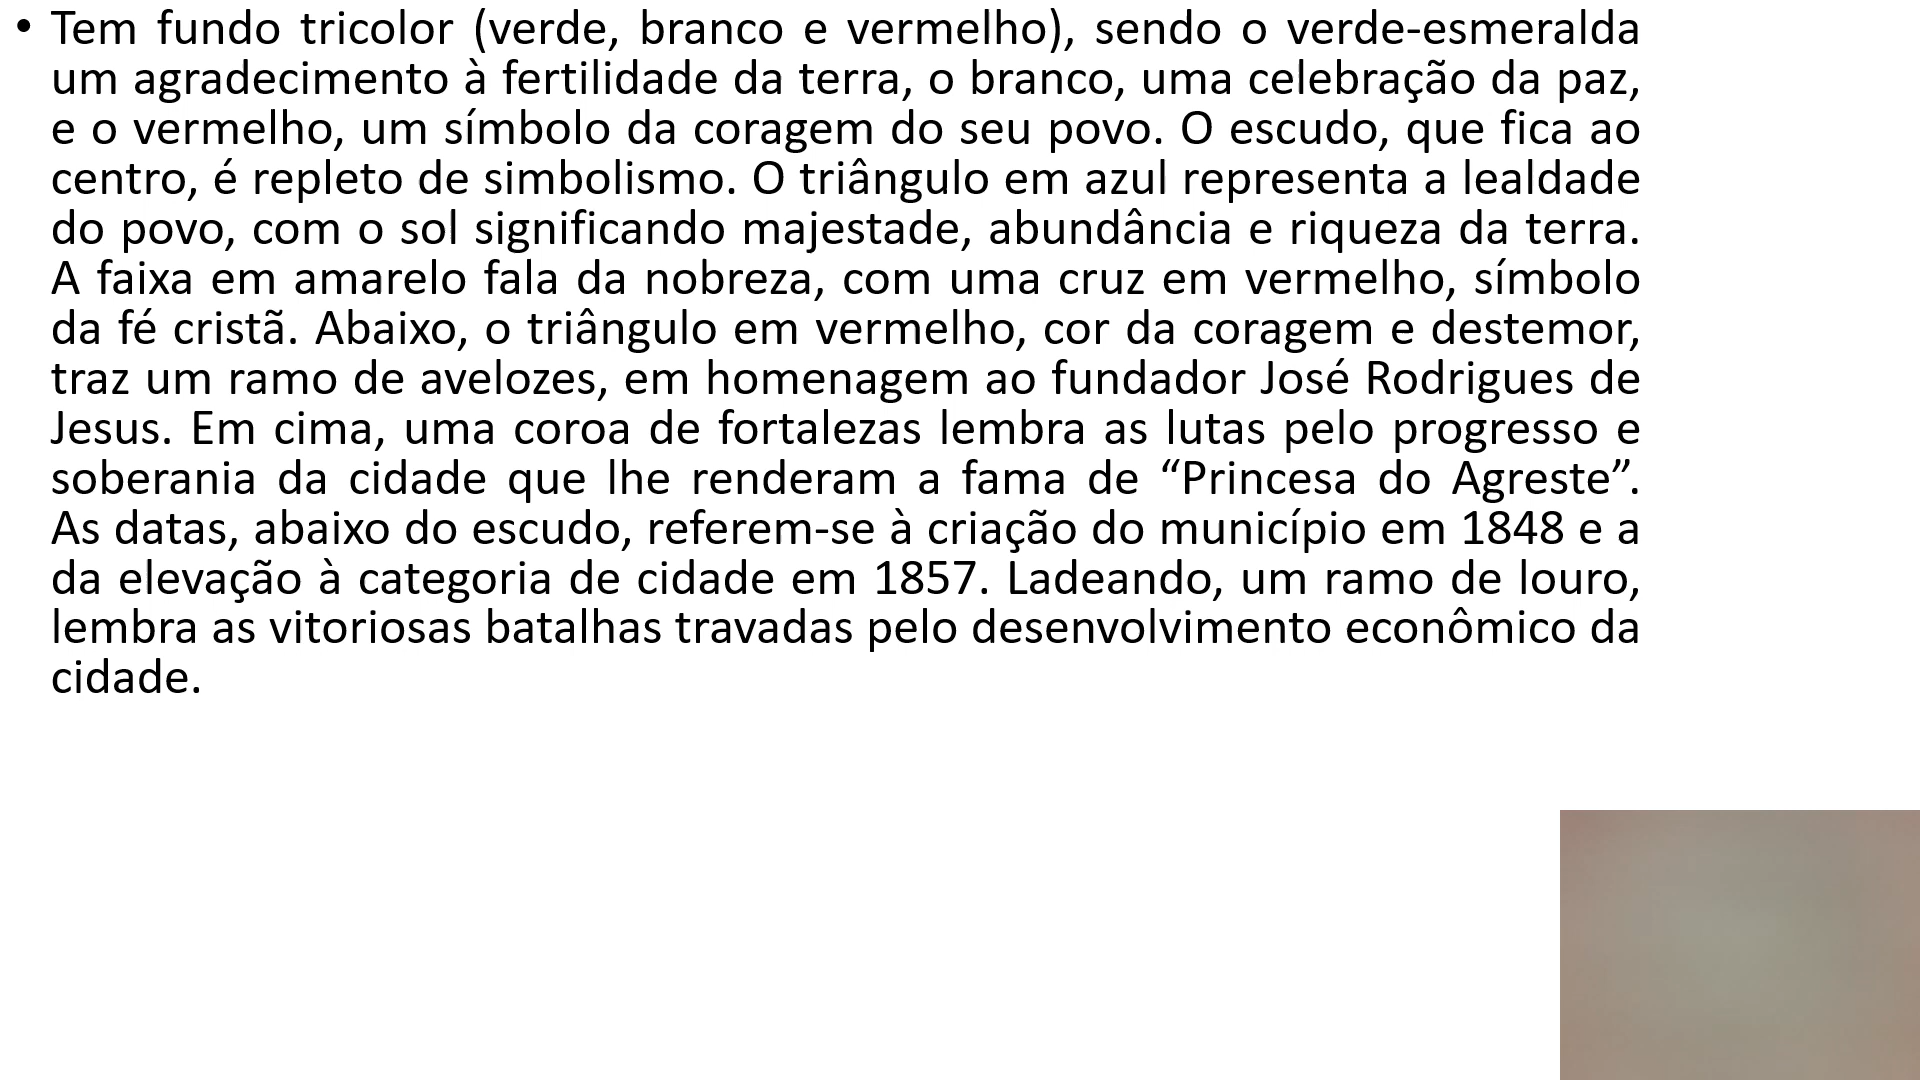 • Tem fundo tricolor (verde, branco e vermelho), sendo o verde-esmeralda
um agradecimento à fertilidade da terra, o branco, uma celebração da paz,
e o vermelho, um símbolo da coragem do seu povo. O escudo, que fica ao
centro, é repleto de simbolismo. O triângulo em azul representa a lealdade
do povo, com o sol significando majestade, abundância e riqueza da terra.
A faixa em amarelo fala da nobreza, com uma cruz em vermelho, símbolo
da fé cristã. Abaixo, o triângulo em vermelho, cor da coragem e destemor,
traz um ramo de avelozes, em homenagem ao fundador José Rodrigues de
Jesus. Em cima, uma coroa de fortalezas lembra as lutas pelo progresso e
soberania da cidade que lhe renderam a fama de “Princesa do Agreste”.
As datas, abaixo do escudo, referem-se à criação do município em 1848 e a
da elevação à categoria de cidade em 1857. Ladeando, um ramo de louro,
lembra as vitoriosas batalhas travadas pelo desenvolvimento econômico da
cidade.